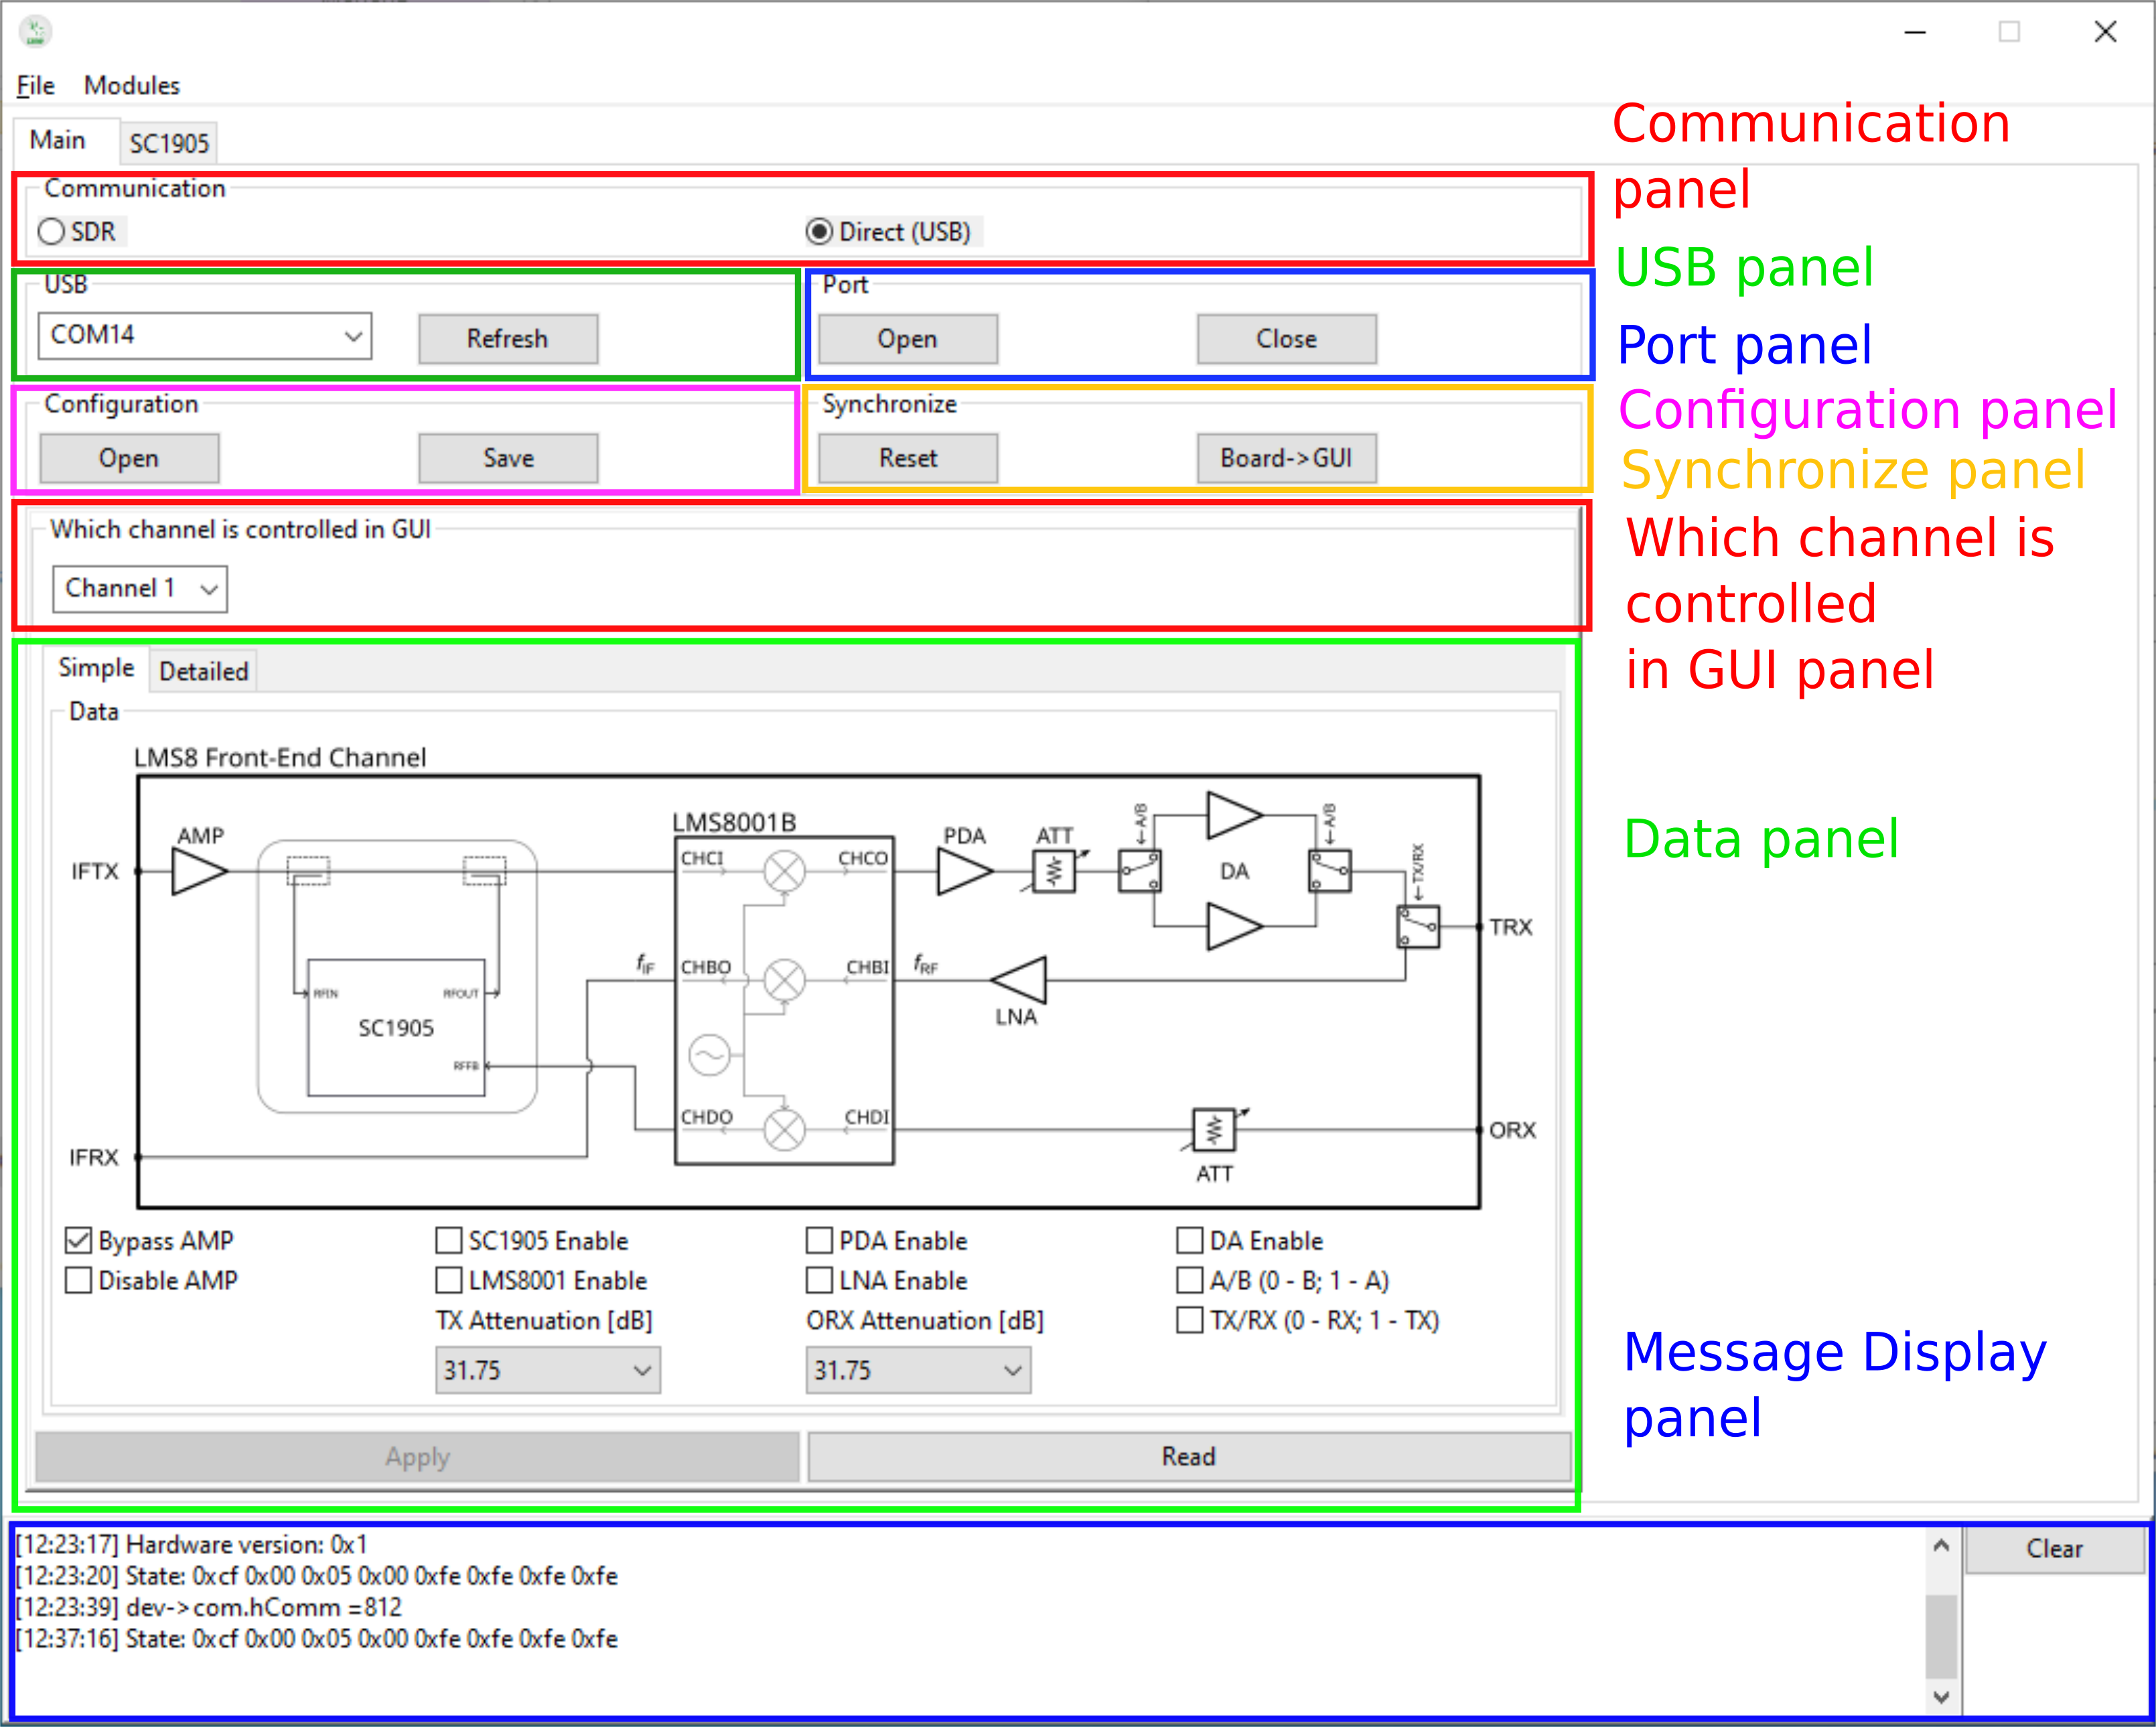 File Modules
Main SC1905
Communication
SDR Direct (USB)
USB Port
COM14 Refresh Open Close
Configuration Synchronize
Open Save Reset Board->GUI
Which channel is controlled in GUI
Channel 1
Simple Detailed
Data
LMS8 Front-End Channel
LMS8001B
AMP PDA ATT ←A/B ←A/B
IFTX CHCI CHCO DA ←TX/RX
TRX
fIF CHBO CHBI fRF
RFIN RFOUT
LNA
SC1905
RFFB
CHDO CHDI ORX
IFRX ATT
Bypass AMP SC1905 Enable PDA Enable DA Enable
Disable AMP LMS8001 Enable LNA Enable A/B (0 - B; 1 - A)
TX Attenuation [dB] ORX Attenuation [dB] TX/RX (0 - RX; 1 - TX)
31.75 31.75
Apply Read
[12:23:17] Hardware version: 0x1
[12:23:20] State: 0xcf 0x00 0x05 0x00 0xfe 0xfe 0xfe 0xfe
[12:23:39] dev->com.hComm =812
[12:37:16] State: 0xcf 0x00 0x05 0x00 0xfe 0xfe 0xfe 0xfe
Clear
Communication
panel
USB panel
Port panel
Configuration panel
Synchronize panel
Which channel is
controlled
in GUI panel
Data panel
Message Display
panel